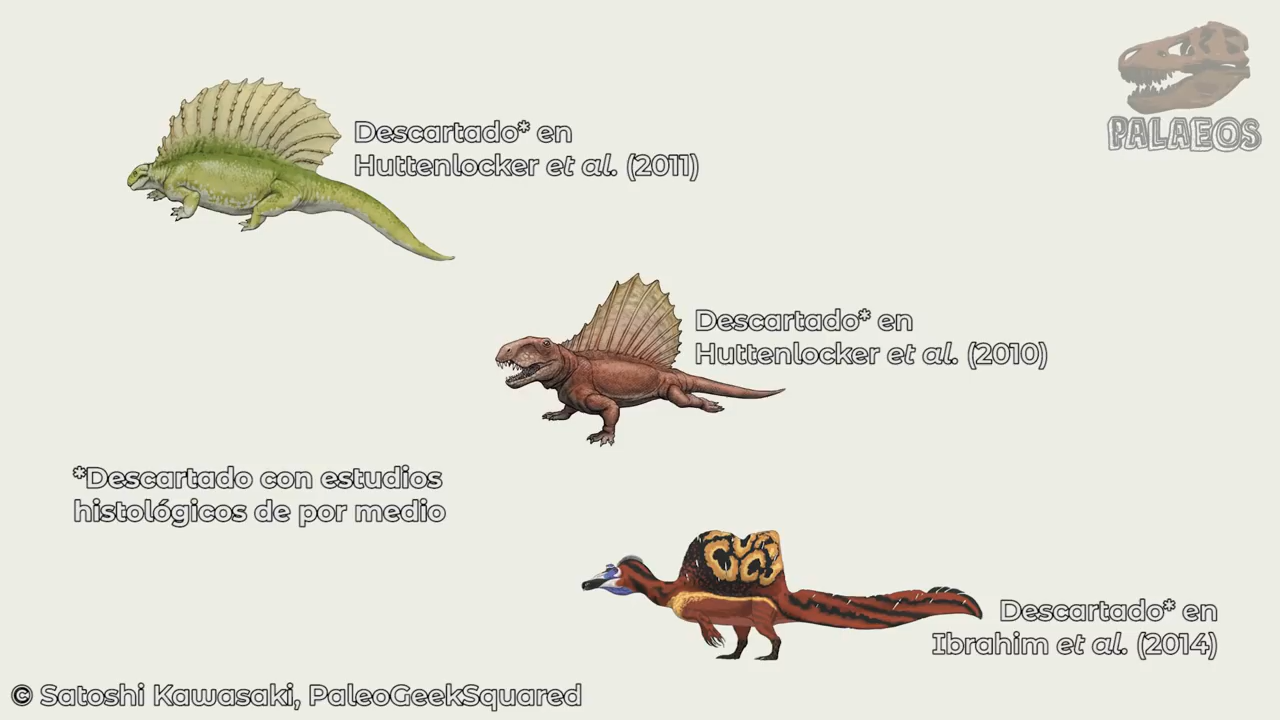 PALAEOS
Descartado* en
Huttenlocker et al. (2011)
Descartado* en
Huttenlocker et al. (2010)
*Descartado con estudios
histológicos de por medio
Descartado* en
Ibrahim et al. (2014)
© Satoshi Kawasaki, PaleoGeekSquared